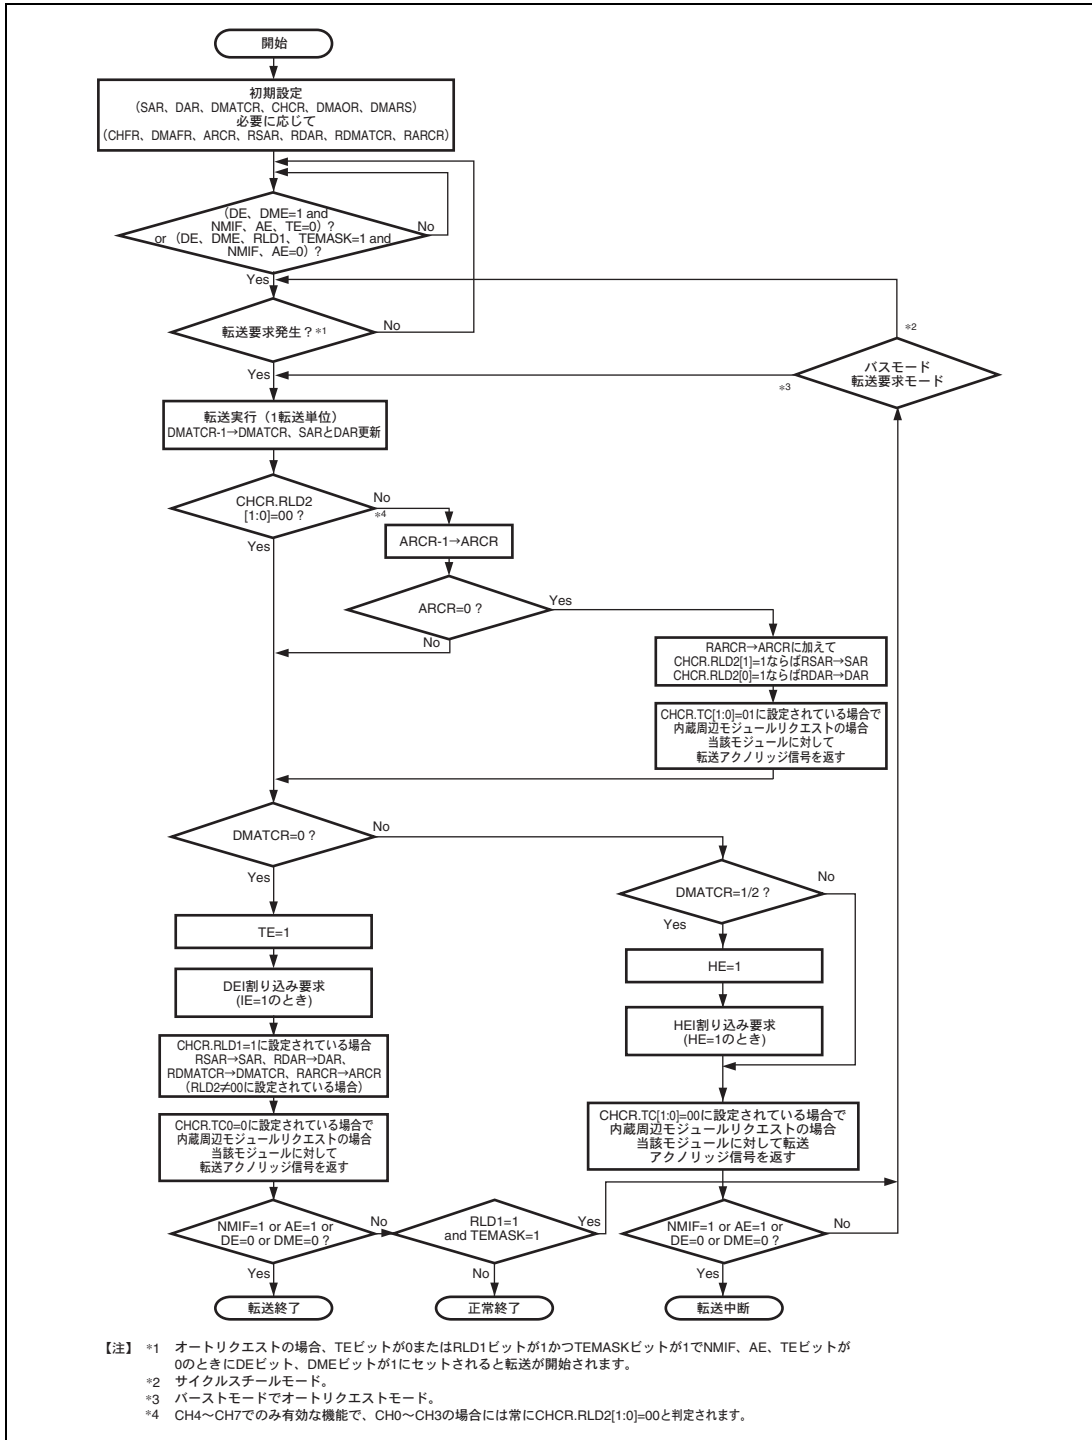 開始
初期設定
（SAR、DAR、DMATCR、CHCR、DMAOR、DMARS）
必要に応じて
（CHFR、DMAFR、ARCR、RSAR、RDAR、RDMATCR、RARCR）
（DE、DME=1 and
NMIF、AE、TE=0）?
or（DE、DME、RLD1、TEMASK=1 and
NMIF、AE=0）?
No
Yes
転送要求発生？*1
No
Yes
*2
バスモード
転送要求モード
*3
転送実行（1転送単位）
DMATCR-1→DMATCR、SARとDAR更新
CHCR.RLD2
[1:0]=00 ?
No
*4
Yes
ARCR-1→ARCR
ARCR=0 ?
Yes
No
RARCR→ARCRに加えて
CHCR.RLD2[1]=1ならばRSAR→SAR
CHCR.RLD2[0]=1ならばRDAR→DAR
CHCR.TC[1:0]=01に設定されている場合で
内蔵周辺モジュールリクエストの場合
当該モジュールに対して
転送アクノリッジ信号を返す
DMATCR=0 ?
No
Yes
DMATCR=1/2 ?
No
Yes
TE=1
HE=1
DEI割り込み要求
(IE=1のとき)
HEI割り込み要求
(HE=1のとき)
CHCR.RLD1=1に設定されている場合
RSAR→SAR、RDAR→DAR、
RDMATCR→DMATCR、RARCR→ARCR
（RLD2≠00に設定されている場合）
CHCR.TC0=0に設定されている場合で
内蔵周辺モジュールリクエストの場合
当該モジュールに対して
転送アクノリッジ信号を返す
CHCR.TC[1:0]=00に設定されている場合で
内蔵周辺モジュールリクエストの場合
当該モジュールに対して転送
アクノリッジ信号を返す
NMIF=1 or AE=1 or
DE=0 or DME=0 ?
No
Yes
RLD1=1
and TEMASK=1
Yes
No
NMIF=1 or AE=1 or
DE=0 or DME=0 ?
No
Yes
転送終了
正常終了
転送中断
【注】 *1 オートリクエストの場合、TEビットが0またはRLD1ビットが1かつTEMASKビットが1でNMIF、AE、TEビットが
0のときにDEビット、DMEビットが1にセットされると転送が開始されます。
*2 サイクルスチールモード。
*3 バーストモードでオートリクエストモード。
*4 CH4～CH7でのみ有効な機能で、CH0～CH3の場合には常にCHCR.RLD2[1:0]=00と判定されます。